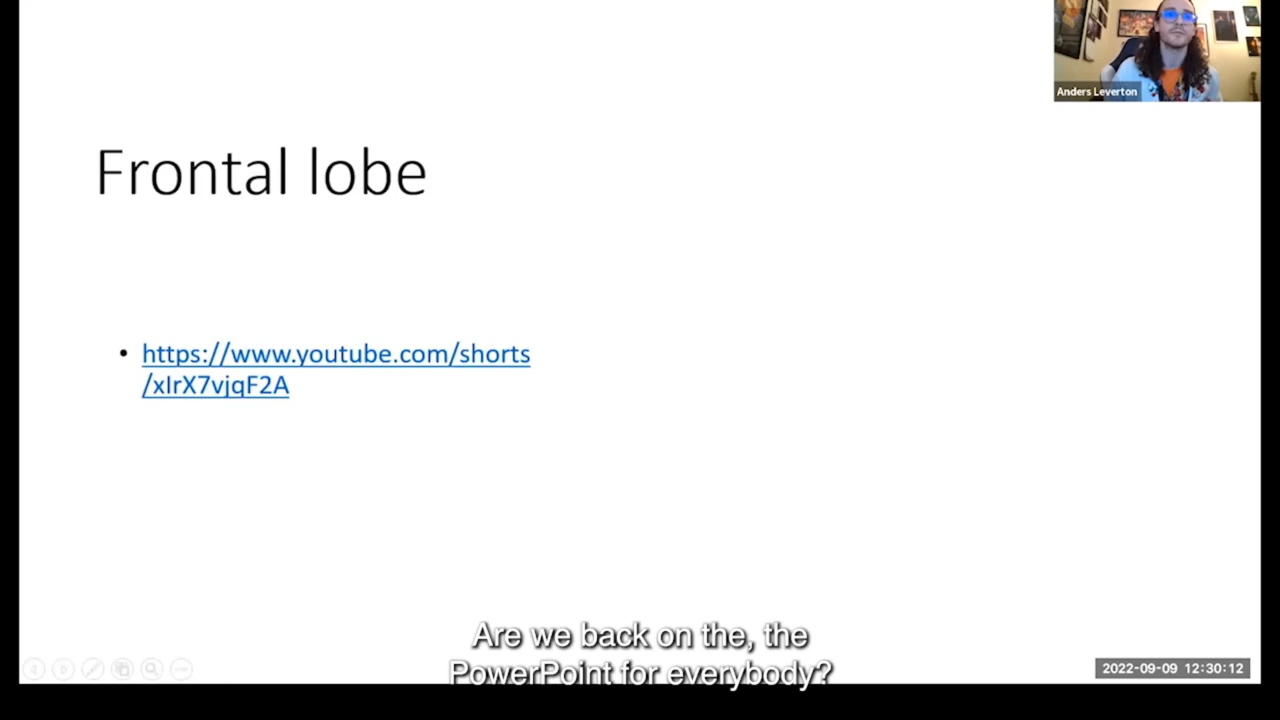 Anders Leverton
Frontal lobe
• https://www.youtube.com/shorts
/xIrX7vjqF2A
Are we back on the, the
PowerPoint for everybody?
2022-09-09 12:30:12